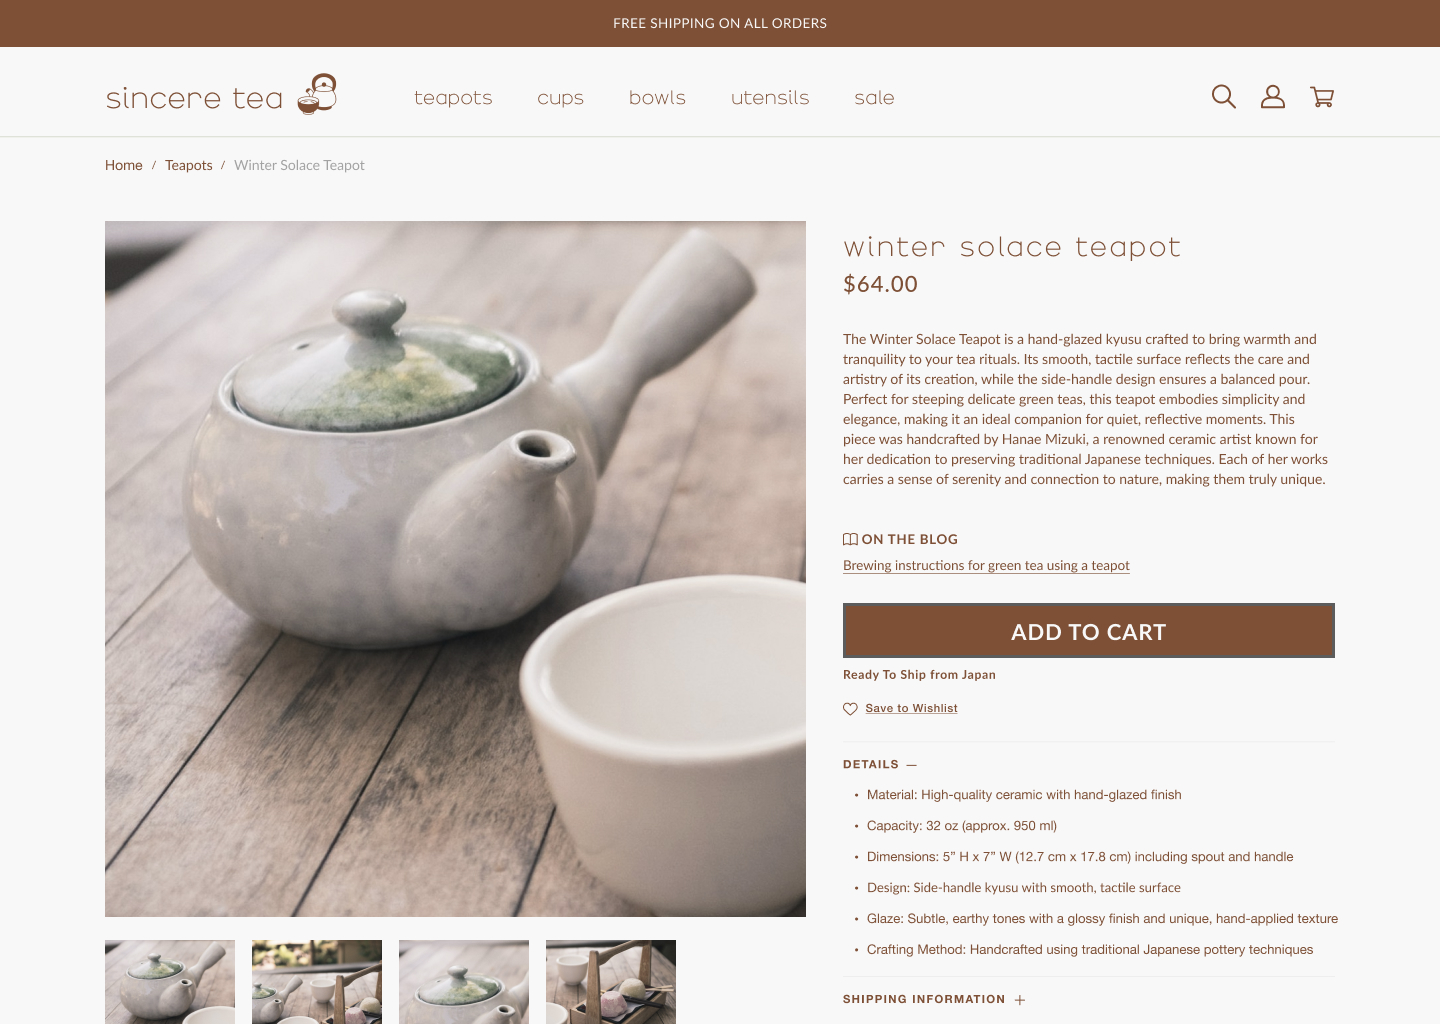 FREE SHIPPING ON ALL ORDERS
sincere tea
teapots cups bowls utensils sale
Home / Teapots / Winter Solace Teapot
winter solace teapot
$64.00
The Winter Solace Teapot is a hand-glazed kyusu crafted to bring warmth and
tranquility to your tea rituals. Its smooth, tactile surface reflects the care and
artistry of its creation, while the side-handle design ensures a balanced pour.
Perfect for steeping delicate green teas, this teapot embodies simplicity and
elegance, making it an ideal companion for quiet, reflective moments. This
piece was handcrafted by Hanae Mizuki, a renowned ceramic artist known for
her dedication to preserving traditional Japanese techniques. Each of her works
carries a sense of serenity and connection to nature, making them truly unique.
ON THE BLOG
Brewing instructions for green tea using a teapot
ADD TO CART
Ready To Ship from Japan
Save to Wishlist
DETAILS —
• Material: High-quality ceramic with hand-glazed finish
• Capacity: 32 oz (approx. 950 ml)
• Dimensions: 5” H x 7” W (12.7 cm x 17.8 cm) including spout and handle
• Design: Side-handle kyusu with smooth, tactile surface
• Glaze: Subtle, earthy tones with a glossy finish and unique, hand-applied texture
• Crafting Method: Handcrafted using traditional Japanese pottery techniques
SHIPPING INFORMATION +